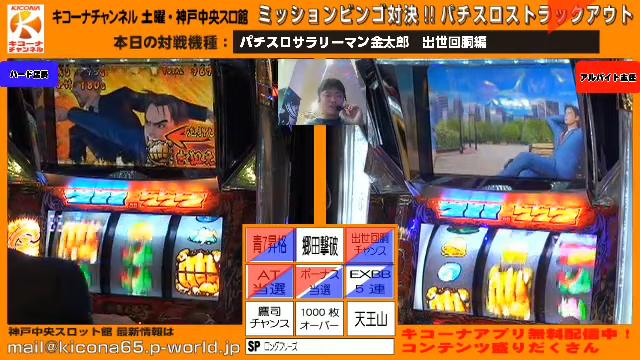 KICONA
キコーナ
チャンネル
キコーナチャンネル 土曜・神戸中央スロ館 ミッションビンゴ対決!! パチスロストラックアウト
本日の対戦機種: パチスロサラリーマン金太郎 出世回胴編
アルバイト主任
青7昇格 郷田撃破 出世回胴チャンス
AT当選 ボーナス当選 EXBB5連
鷹司チャンス 1000枚オーバー 天王山
SP ロングフリーズ
神戸中央スロット館 最新情報は
mail@kicona65.p-world.jp
キコーナアプリ無料配信中!
コンテンツ盛りだくさん